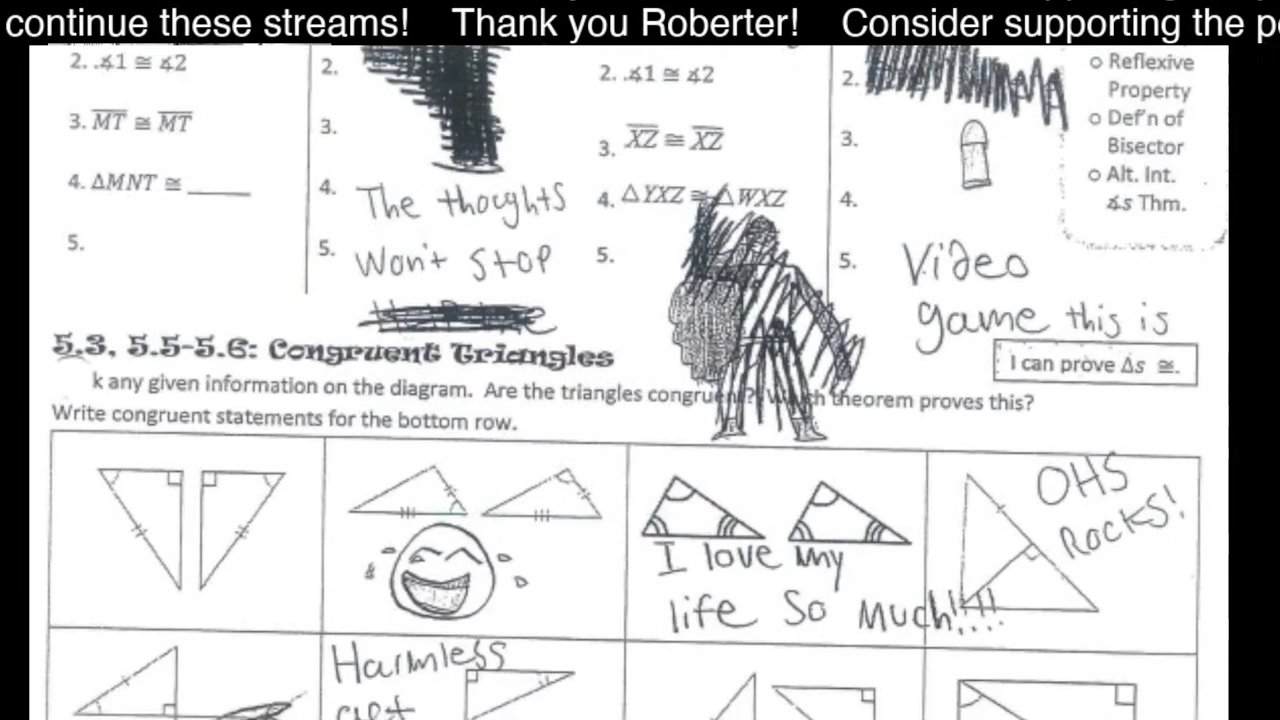 continue these streams! Thank you Roberter! Consider supporting the p
2. ∡1 ≅ ∡2
3. MT ≅ MT
4. ΔMNT ≅ ______
5.
2.
3.
4. The thoughts
5. Won't Stop
2. ∡1 ≅ ∡2
3. XZ ≅ XZ
4. △YXZ ≅ △WXZ
5.
2.
3.
4.
5. Video
game this is
o Reflexive
Property
o Def'n of
Bisector
o Alt. Int.
∡s Thm.
5.3, 5.5-5.6: Congruent Triangles
I can prove Δs ≅.
k any given information on the diagram. Are the triangles theorem proves this?
Write congruent statements for the bottom row.
OHS
Rocks!
I love my
life So Much!!!!
Harmless